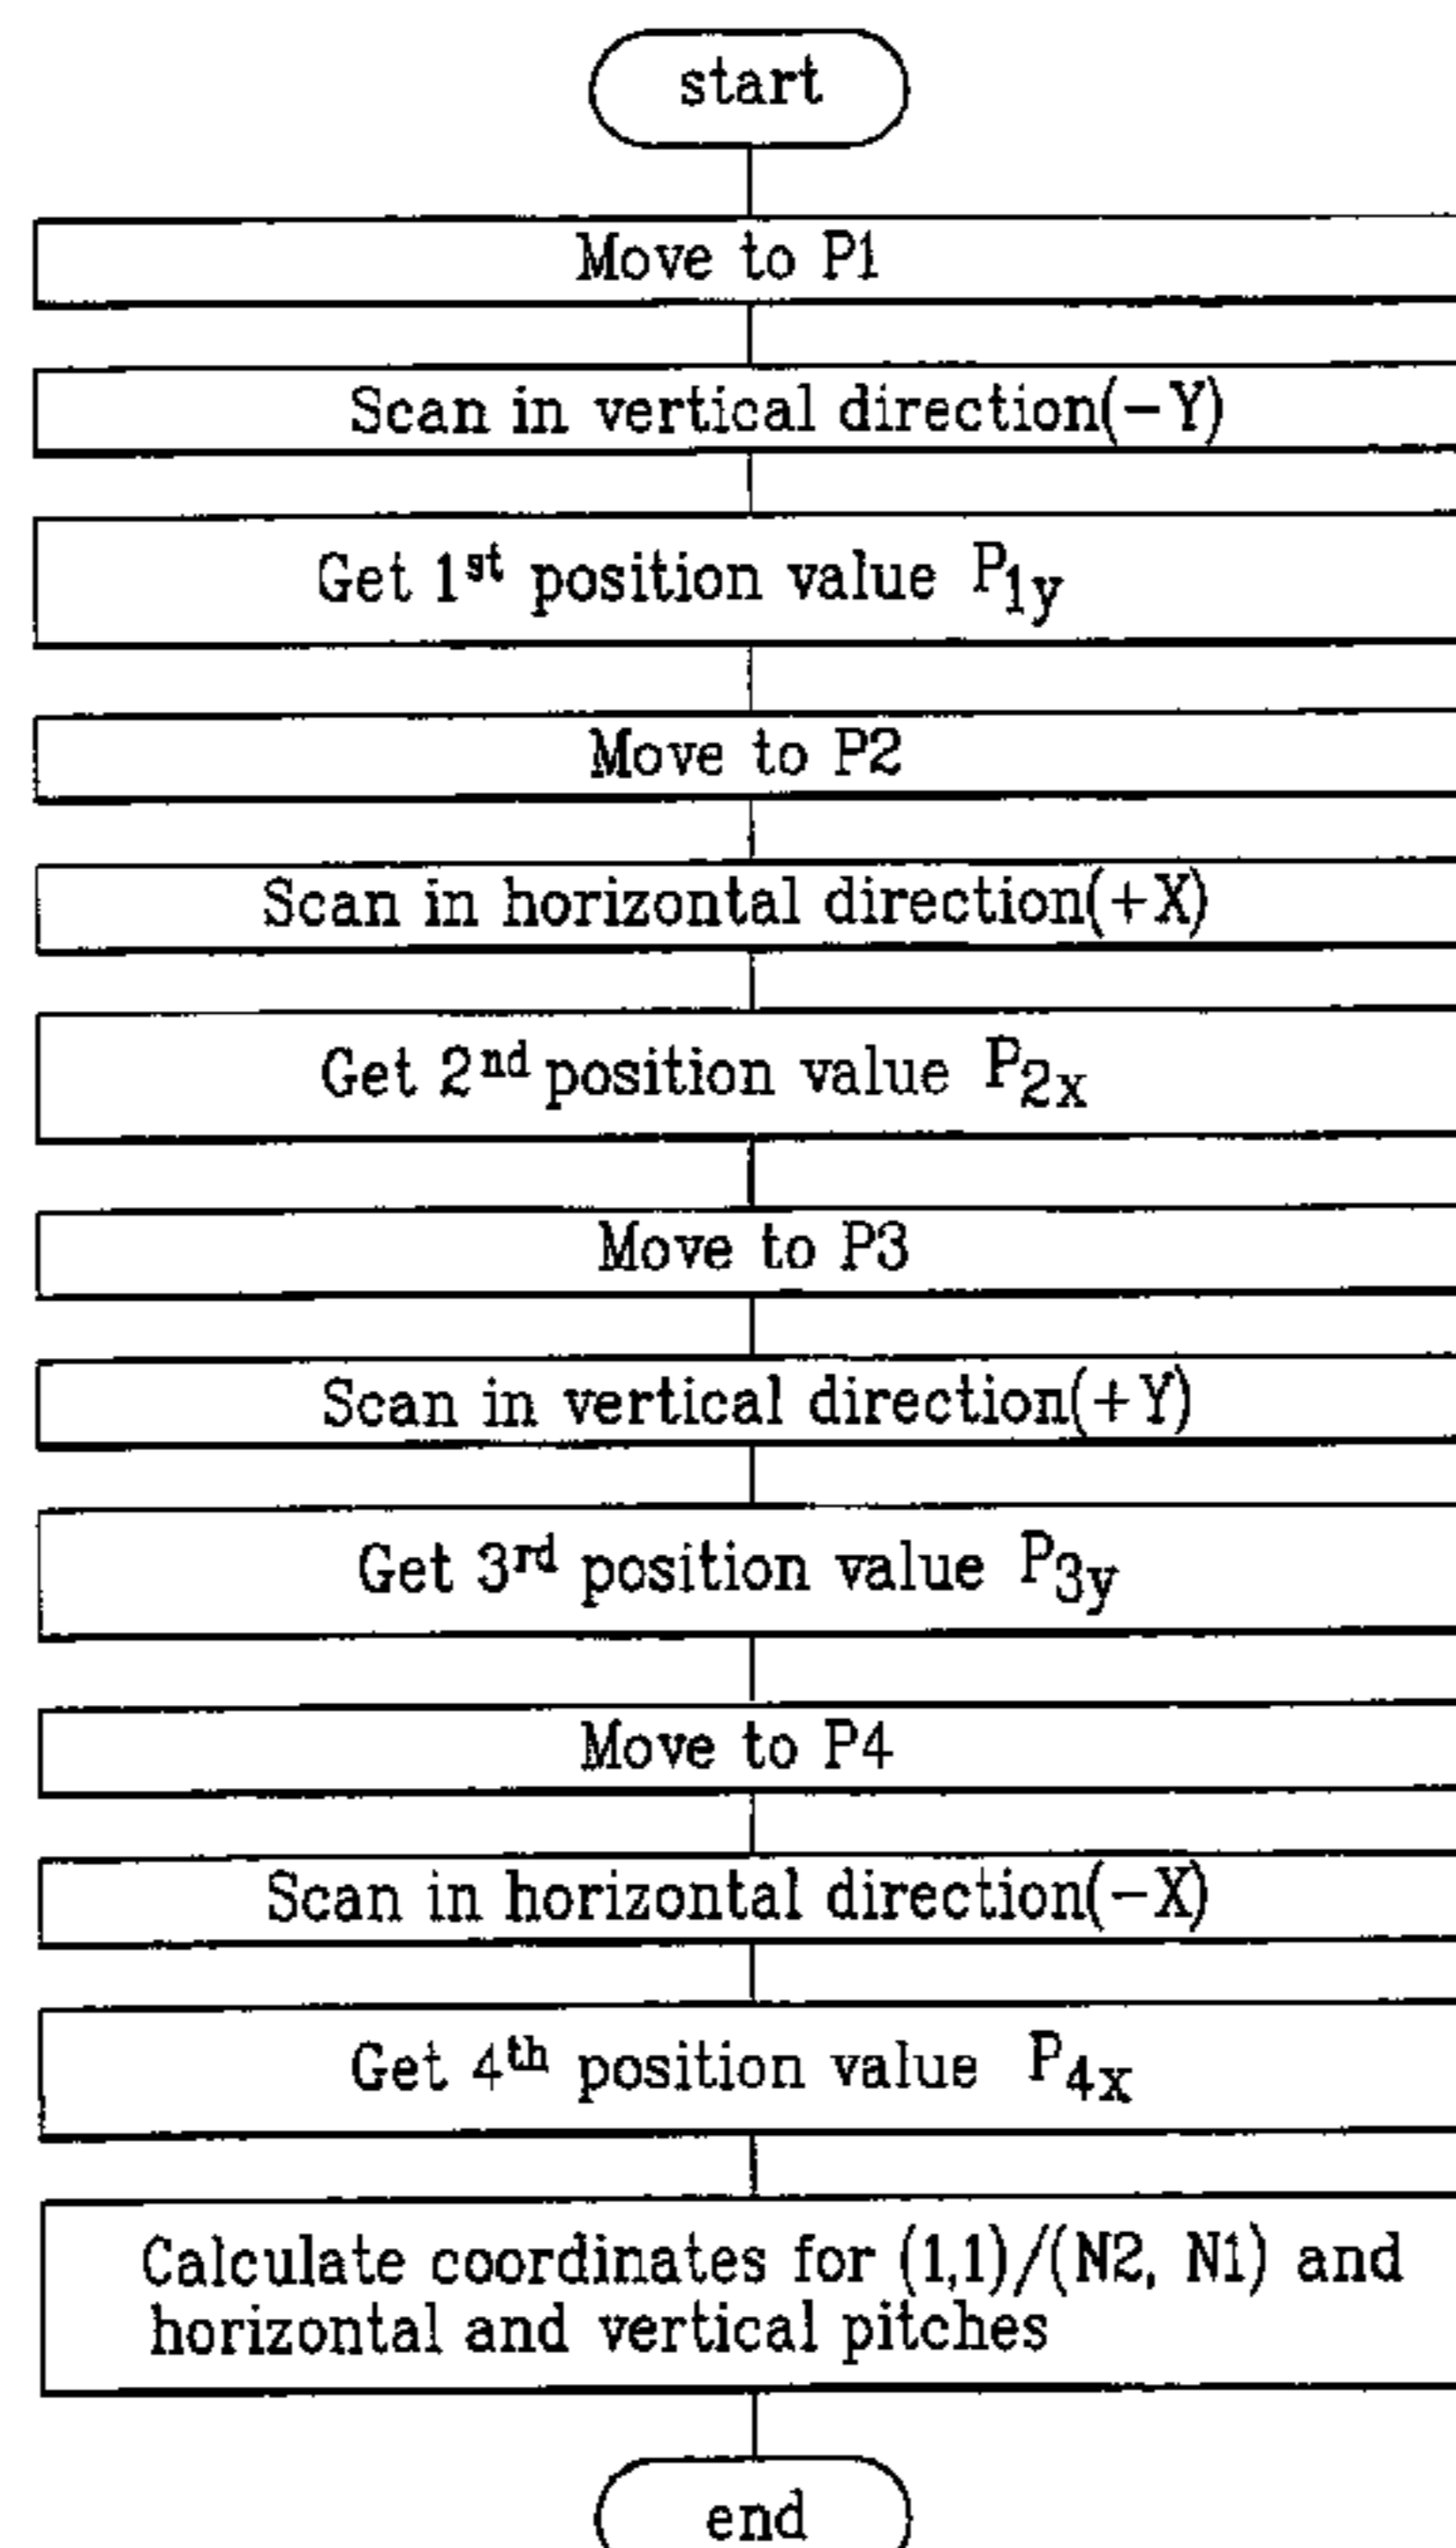 start
Move to P1
Scan in vertical direction(−Y)
Get 1st position value P1y
Move to P2
Scan in horizontal direction(+X)
Get 2nd position value P2x
Move to P3
Scan in vertical direction(+Y)
Get 3rd position value P3y
Move to P4
Scan in horizontal direction(−X)
Get 4th position value P4x
Calculate coordinates for (1,1)/(N2, N1) and
horizontal and vertical pitches
end